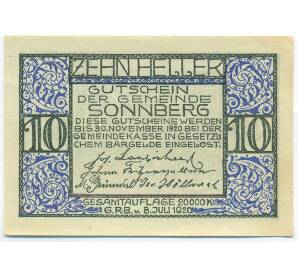 ZEHN HELLER
GUTSCHEIN
DER GEMEINDE
SONNBERG
DIESE GUTSCHEINE WERDEN
BIS 30. NOVEMBER 1920 BEI DER
GEMEINDEKASSE IN GESETZLI
CHEM BARGELDE EINGELÖST.
10 10
GESAMTAUFLAGE 20000 K
G.R.B. v. 8. JULI 1920